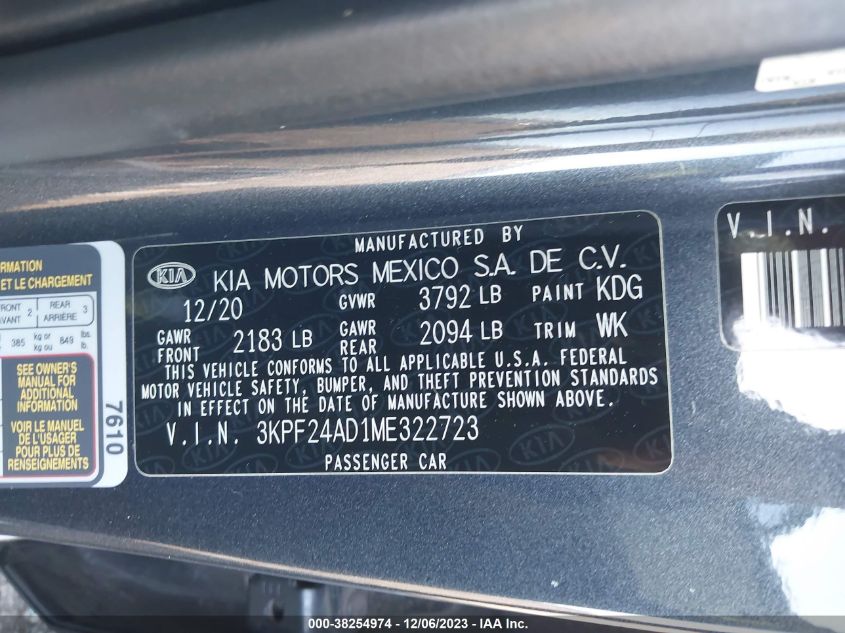 MANUFACTURED BY
KIA KIA MOTORS MEXICO S.A. DE C.V.
12/20 GVWR 3792 LB PAINT KDG
GAWR FRONT 2183 LB GAWR REAR 2094 LB TRIM WK
THIS VEHICLE CONFORMS TO ALL APPLICABLE U.S.A. FEDERAL
MOTOR VEHICLE SAFETY, BUMPER, AND THEFT PREVENTION STANDARDS
IN EFFECT ON THE DATE OF MANUFACTURE SHOWN ABOVE.
V.I.N. 3KPF24AD1ME322723
PASSENGER CAR
ET LE CHARGEMENT
FRONT 2 REAR 3
ARRIÈRE
385 kg or 849 lbs.
kg ou lb.
SEE OWNER'S
MANUAL FOR
ADDITIONAL
INFORMATION
VOIR LE MANUEL
DE L'USAGER
POUR PLUS DE
RENSEIGNEMENTS
7610
V.I.N.
000-38254974 - 12/06/2023 - IAA Inc.